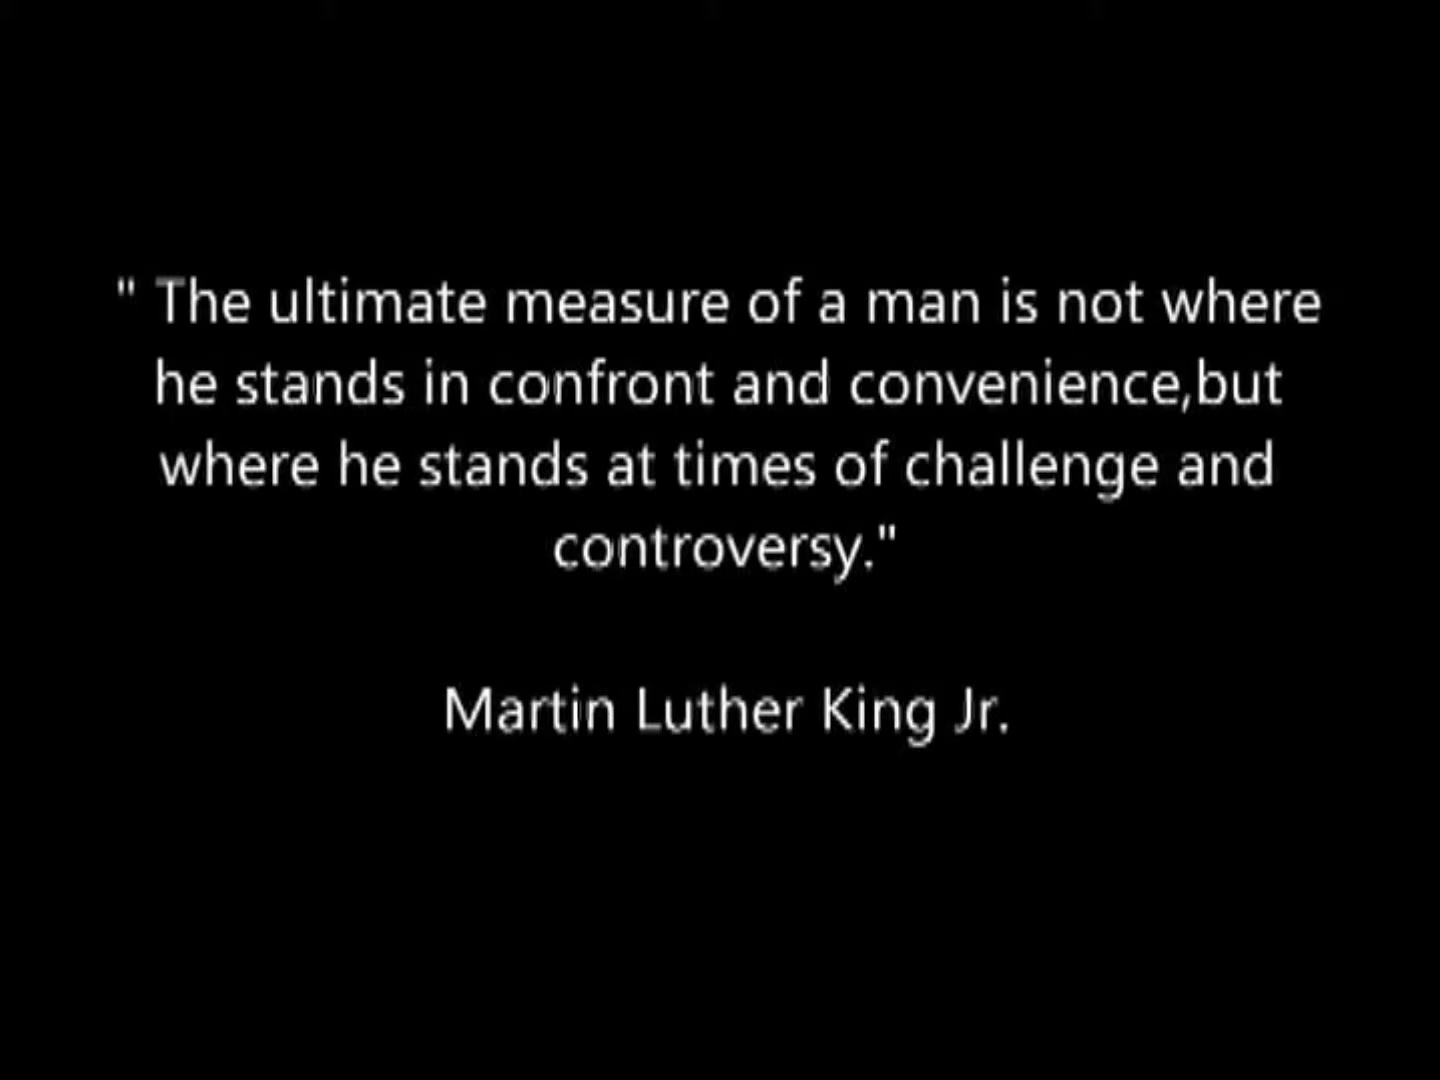 " The ultimate measure of a man is not where
he stands in confront and convenience,but
where he stands at times of challenge and
controversy."
Martin Luther King Jr.